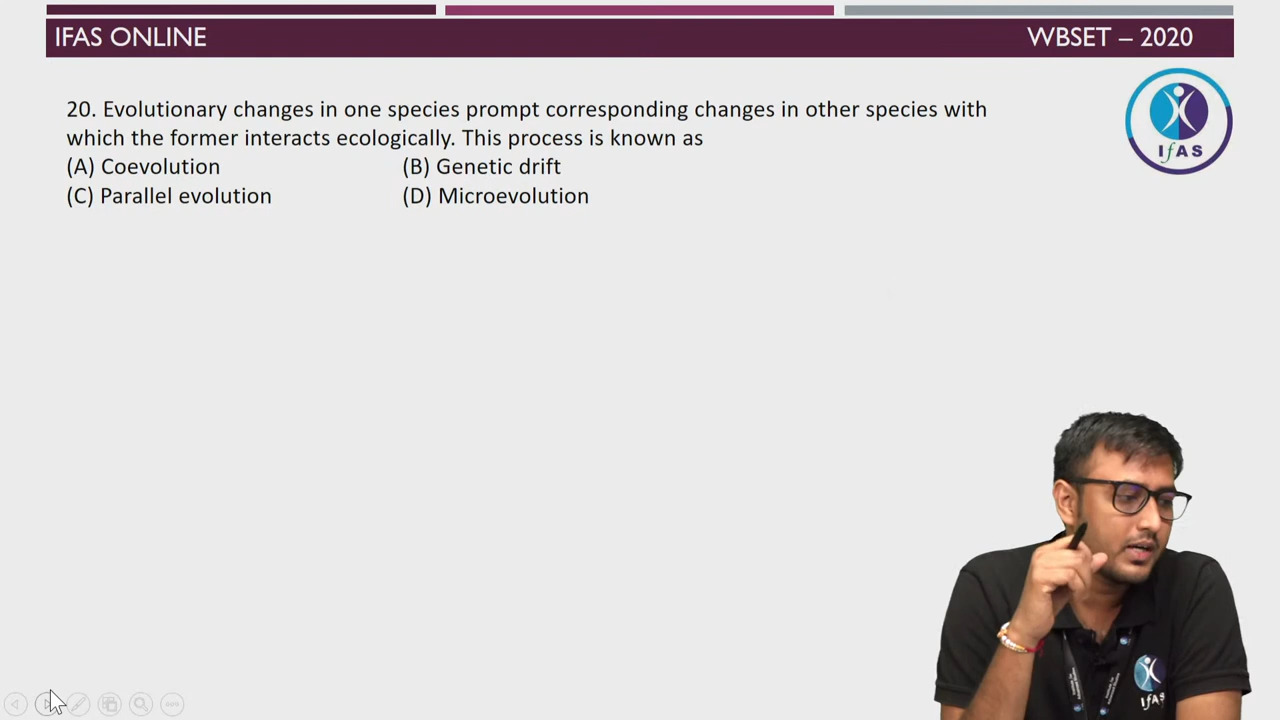 IFAS ONLINE
WBSET – 2020
20. Evolutionary changes in one species prompt corresponding changes in other species with
which the former interacts ecologically. This process is known as
(A) Coevolution (B) Genetic drift
(C) Parallel evolution (D) Microevolution
IfAS
IfAS